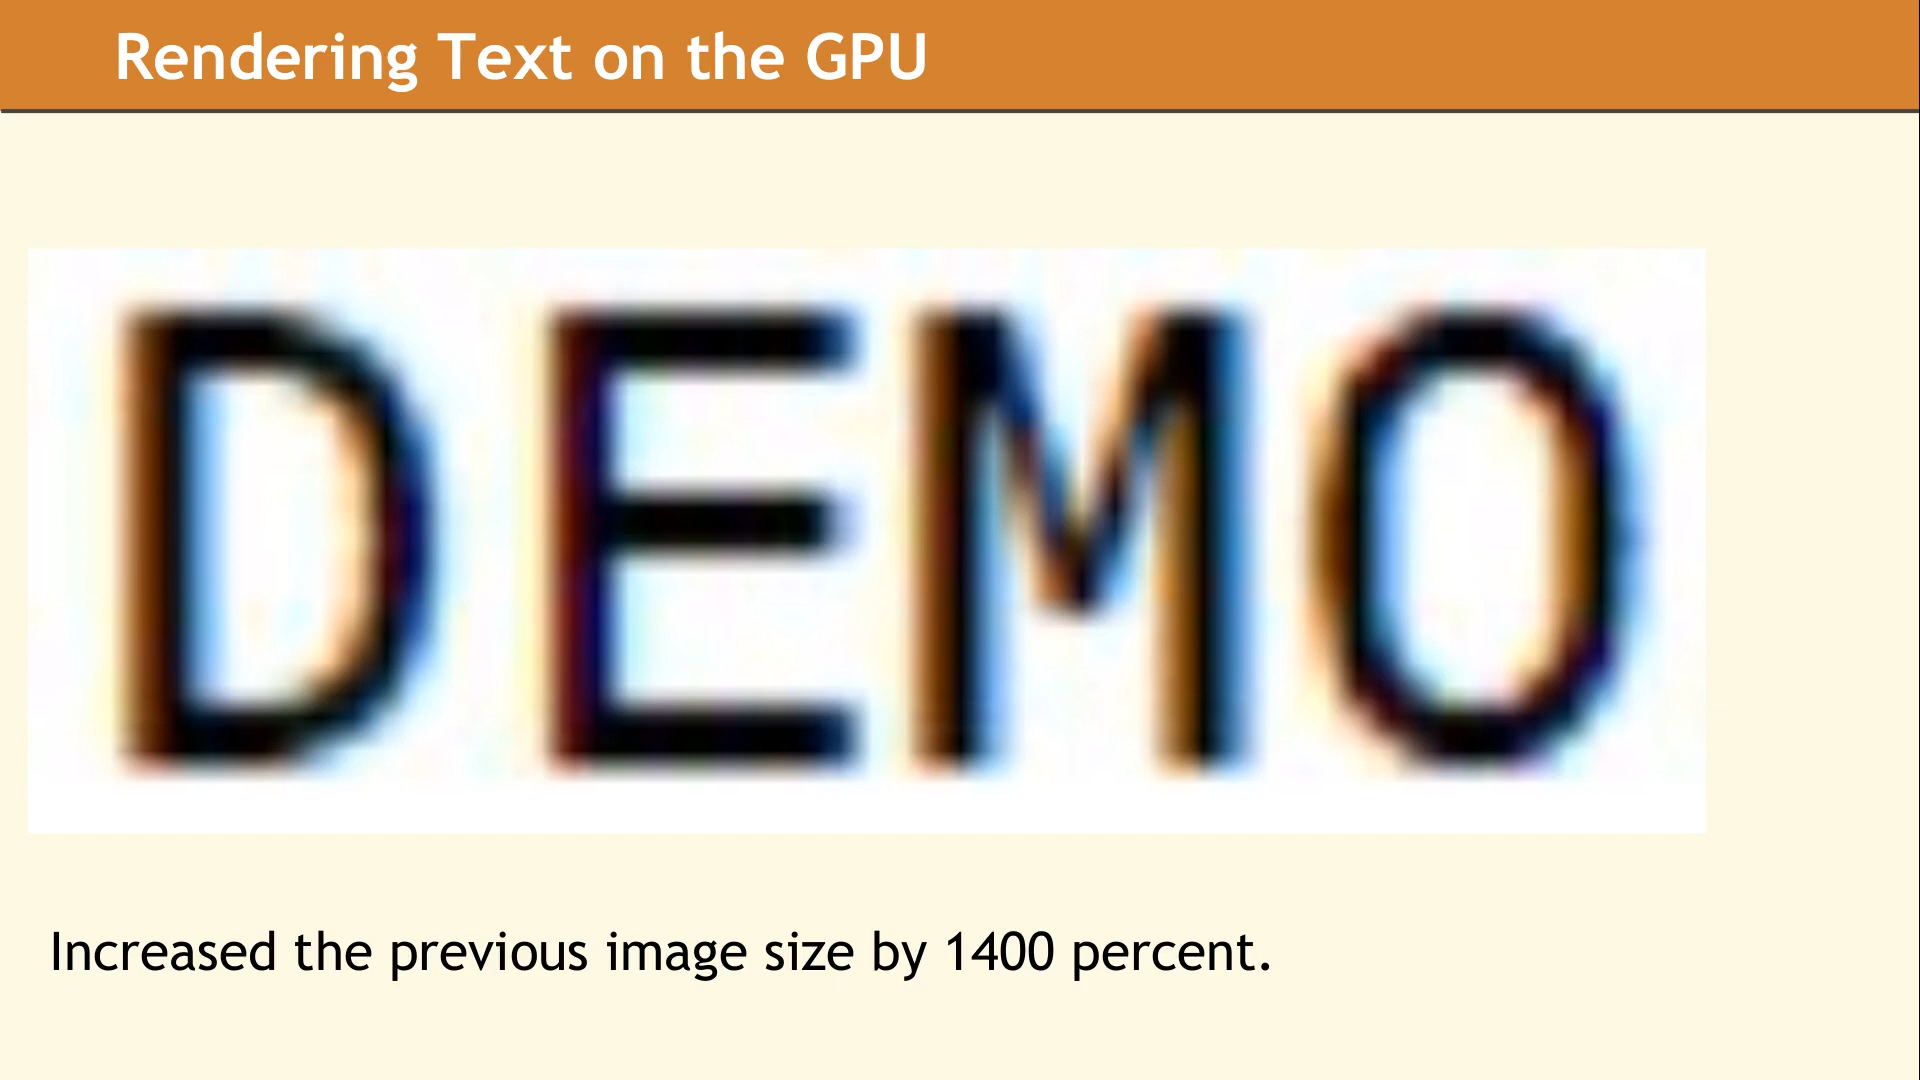 Rendering Text on the GPU
DEMO
Increased the previous image size by 1400 percent.